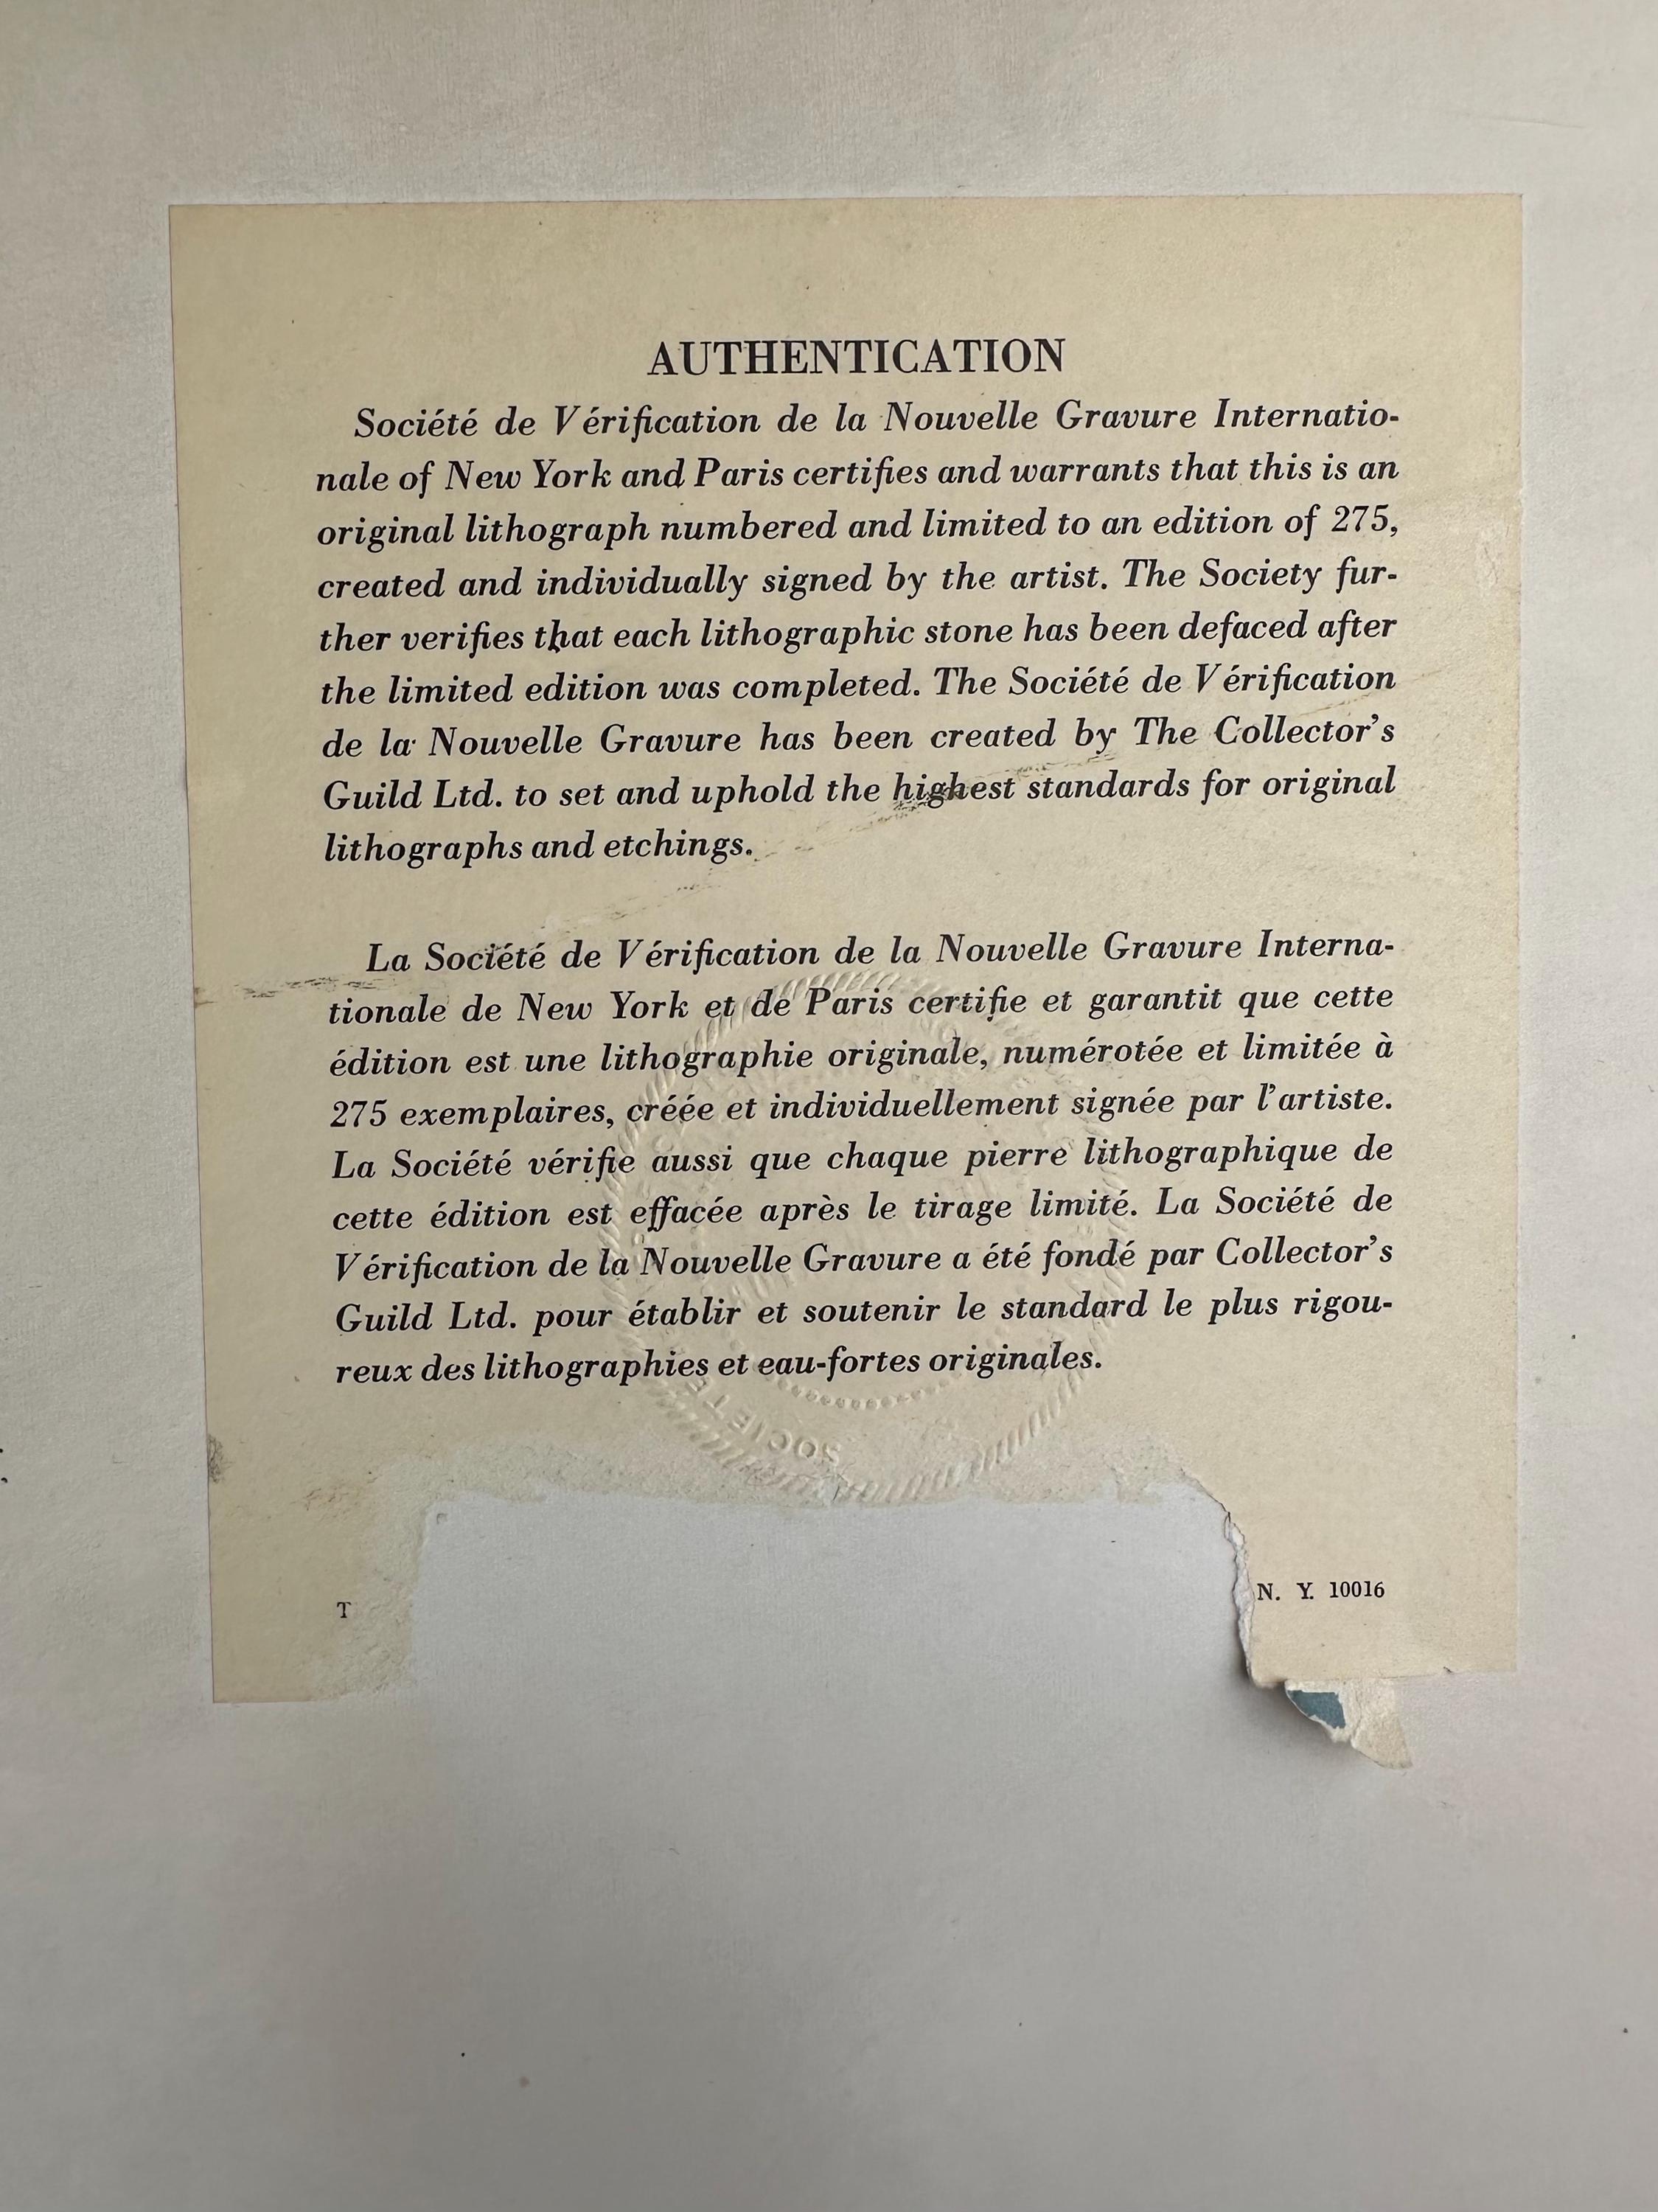 AUTHENTICATION
Société de Vérification de la Nouvelle Gravure Internatio-
nale of New York and Paris certifies and warrants that this is an
original lithograph numbered and limited to an edition of 275,
created and individually signed by the artist. The Society fur-
ther verifies that each lithographic stone has been defaced after
the limited edition was completed. The Société de Vérification
de la Nouvelle Gravure has been created by The Collector's
Guild Ltd. to set and uphold the highest standards for original
lithographs and etchings.
La Société de Vérification de la Nouvelle Gravure Interna-
tionale de New York et de Paris certifie et garantit que cette
édition est une lithographie originale, numérotée et limitée à
275 exemplaires, créée et individuellement signée par l'artiste.
La Société vérifie aussi que chaque pierre lithographique de
cette édition est effacée après le tirage limité. La Société de
Vérification de la Nouvelle Gravure a été fondé par Collector's
Guild Ltd. pour établir et soutenir le standard le plus rigou-
reux des lithographies et eau-fortes originales.
SOCIETE
T N. Y. 10016